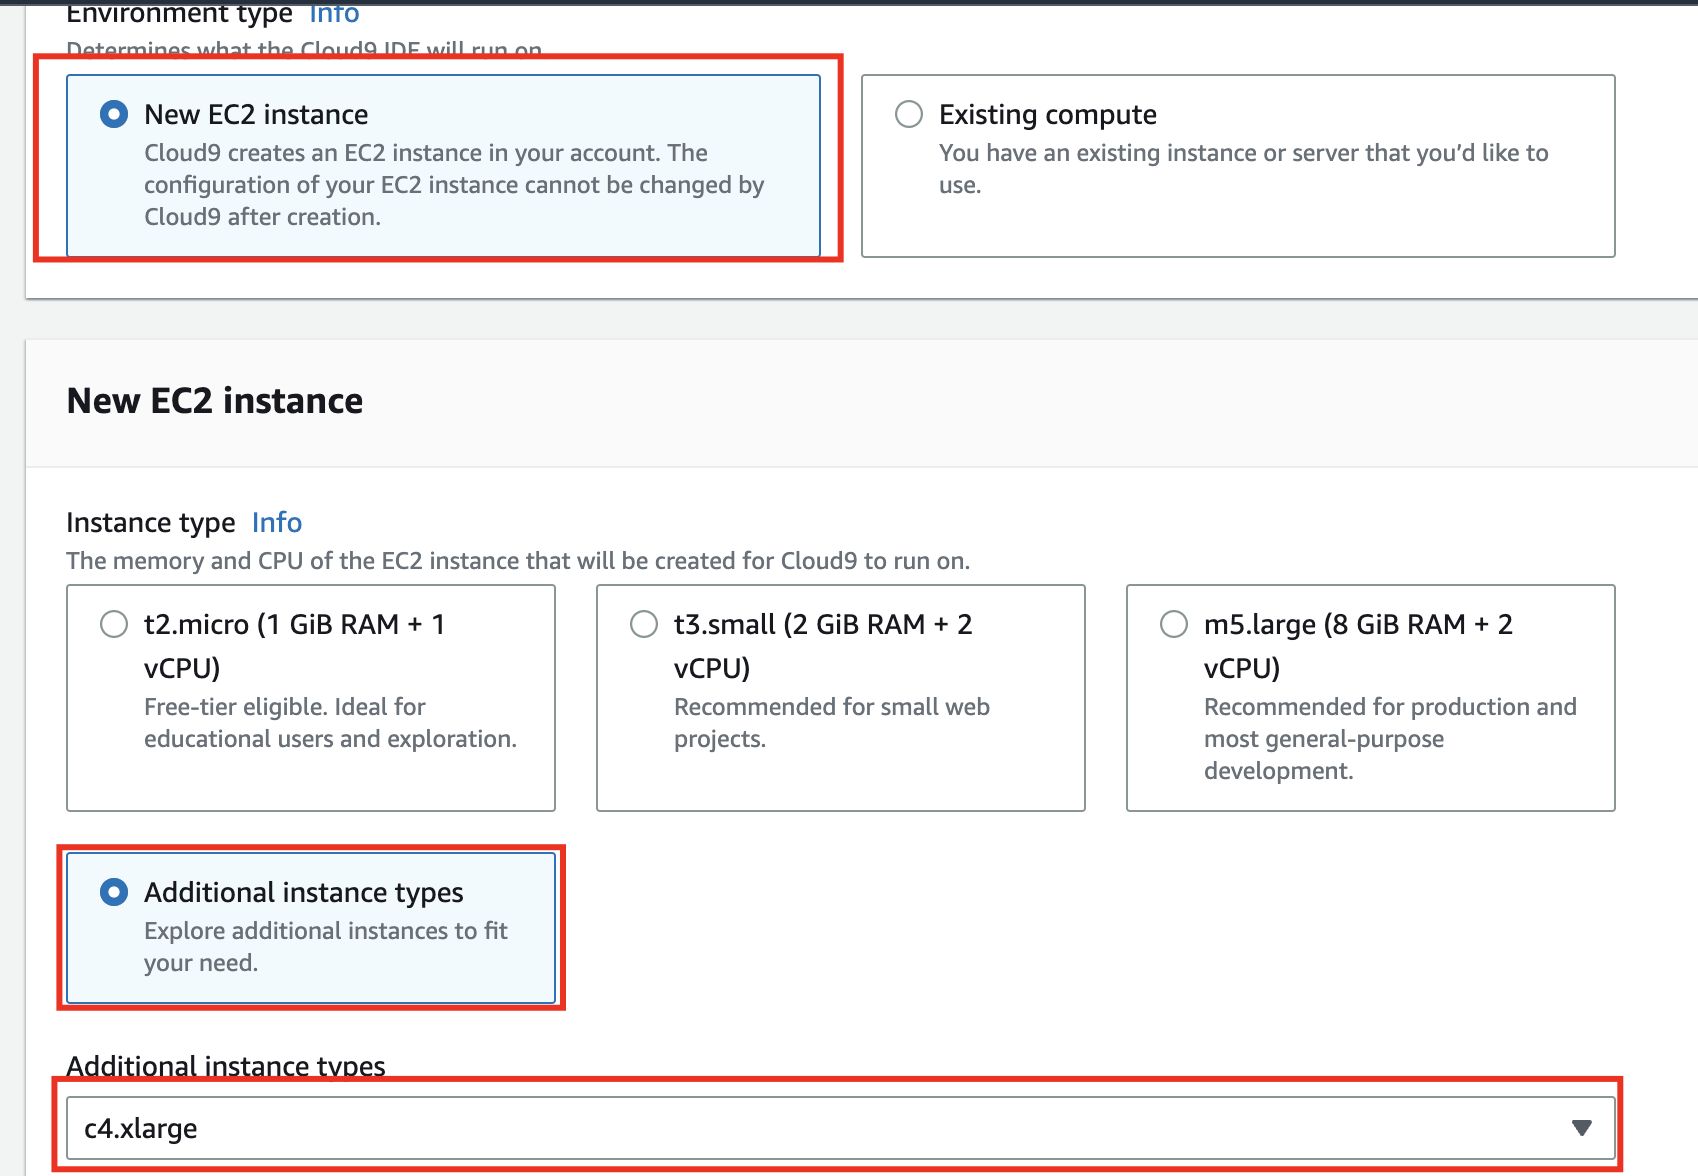 Environment type Info
Determines what the Cloud9 IDE will run on.
New EC2 instance
Cloud9 creates an EC2 instance in your account. The
configuration of your EC2 instance cannot be changed by
Cloud9 after creation.
Existing compute
You have an existing instance or server that you’d like to
use.
New EC2 instance
Instance type Info
The memory and CPU of the EC2 instance that will be created for Cloud9 to run on.
t2.micro (1 GiB RAM + 1
vCPU)
Free-tier eligible. Ideal for
educational users and exploration.
t3.small (2 GiB RAM + 2
vCPU)
Recommended for small web
projects.
m5.large (8 GiB RAM + 2
vCPU)
Recommended for production and
most general-purpose
development.
Additional instance types
Explore additional instances to fit
your need.
Additional instance types
c4.xlarge